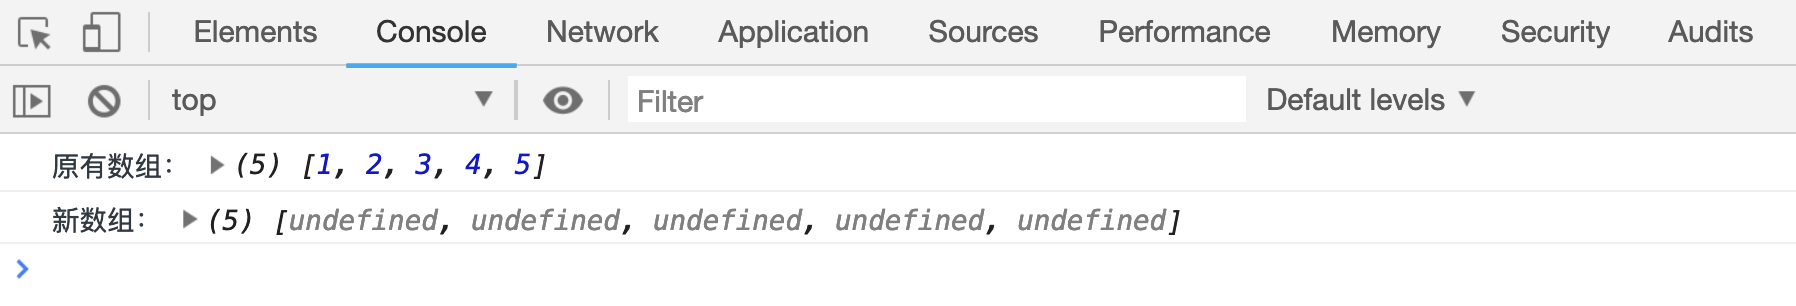 Elements Console Network Application Sources Performance Memory Security Audits
top Filter Default levels
原有数组： (5) [1, 2, 3, 4, 5]
新数组： (5) [undefined, undefined, undefined, undefined, undefined]